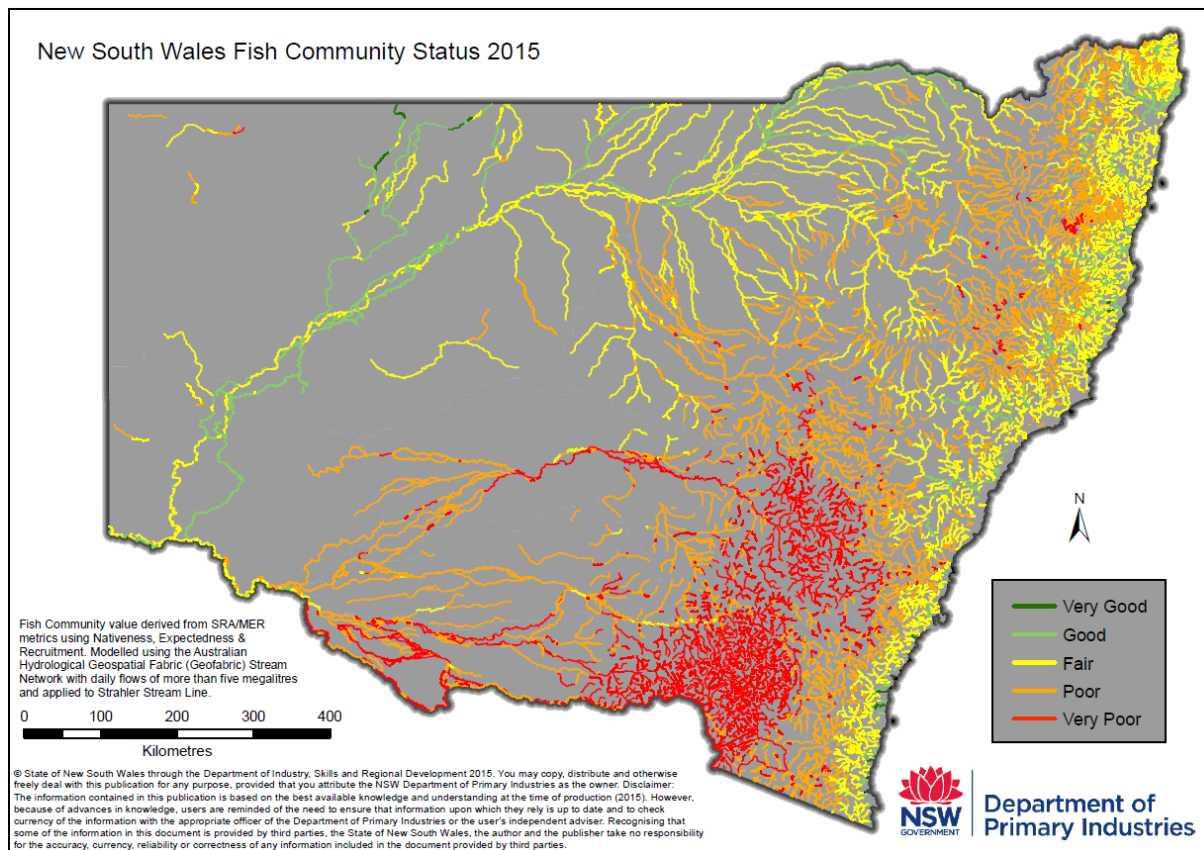 New South Wales Fish Community Status 2015
N
Very Good
Good
Fair
Poor
Very Poor
Fish Community value derived from SRA/MER
metrics using Nativeness, Expectedness &
Recruitment. Modelled using the Australian
Hydrological Geospatial Fabric (Geofabric) Stream
Network with daily flows of more than five megalitres
and applied to Strahler Stream Line.
0 100 200 300 400
Kilometres
© State of New South Wales through the Department of Industry, Skills and Regional Development 2015. You may copy, distribute and otherwise
freely deal with this publication for any purpose, provided that you attribute the NSW Department of Primary Industries as the owner. Disclaimer:
The information contained in this publication is based on the best available knowledge and understanding at the time of production (2015). However,
because of advances in knowledge, users are reminded of the need to ensure that information upon which they rely is up to date and to check
currency of the information with the appropriate officer of the Department of Primary Industries or the user's independent adviser. Recognising that
some of the information in this document is provided by third parties, the State of New South Wales, the author and the publisher take no responsibility
for the accuracy, currency, reliability or correctness of any information included in the document provided by third parties.
NSW
GOVERNMENT
Department of
Primary Industries